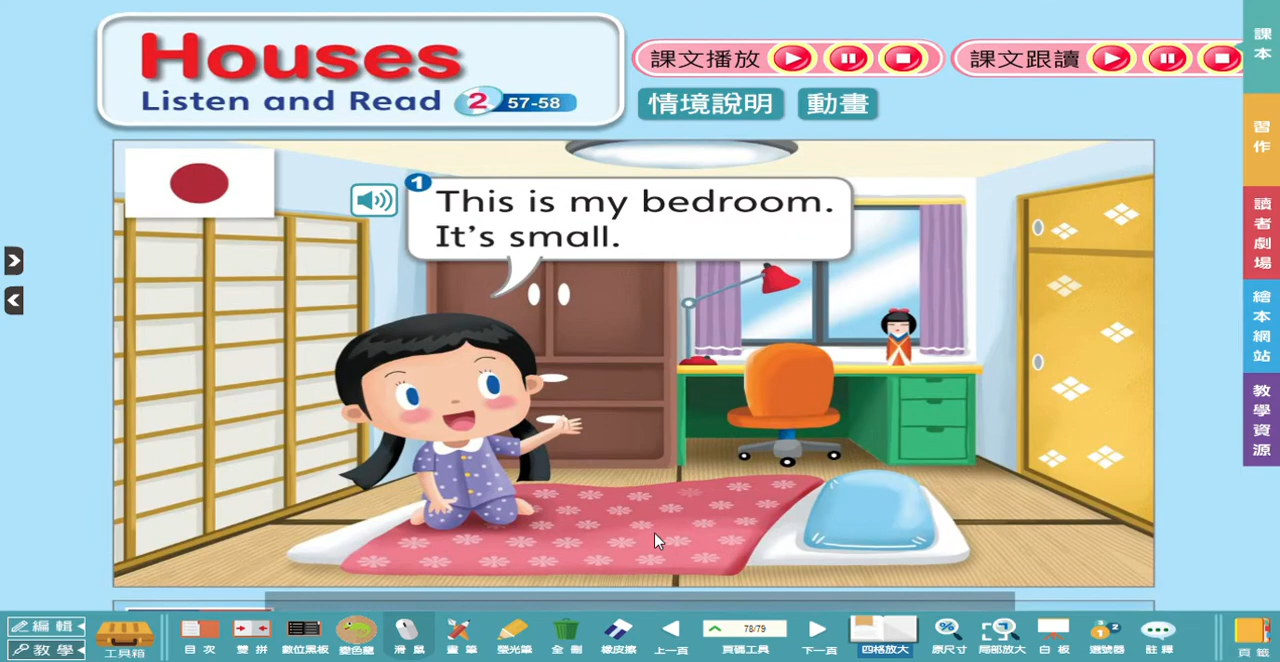 Houses
Listen and Read 2 57-58
課文播放
課文跟讀
情境說明
動畫
1
This is my bedroom.
It's small.
課本
習作
讀者劇場
繪本網站
教學資源
編輯
教學
工具箱
目次
雙拼
數位黑板
變色龍
滑鼠
畫筆
螢光筆
全刪
橡皮擦
上一頁
78/79
頁碼工具
下一頁
四格放大
原尺寸
局部放大
白板
選號器
註釋
頁籤